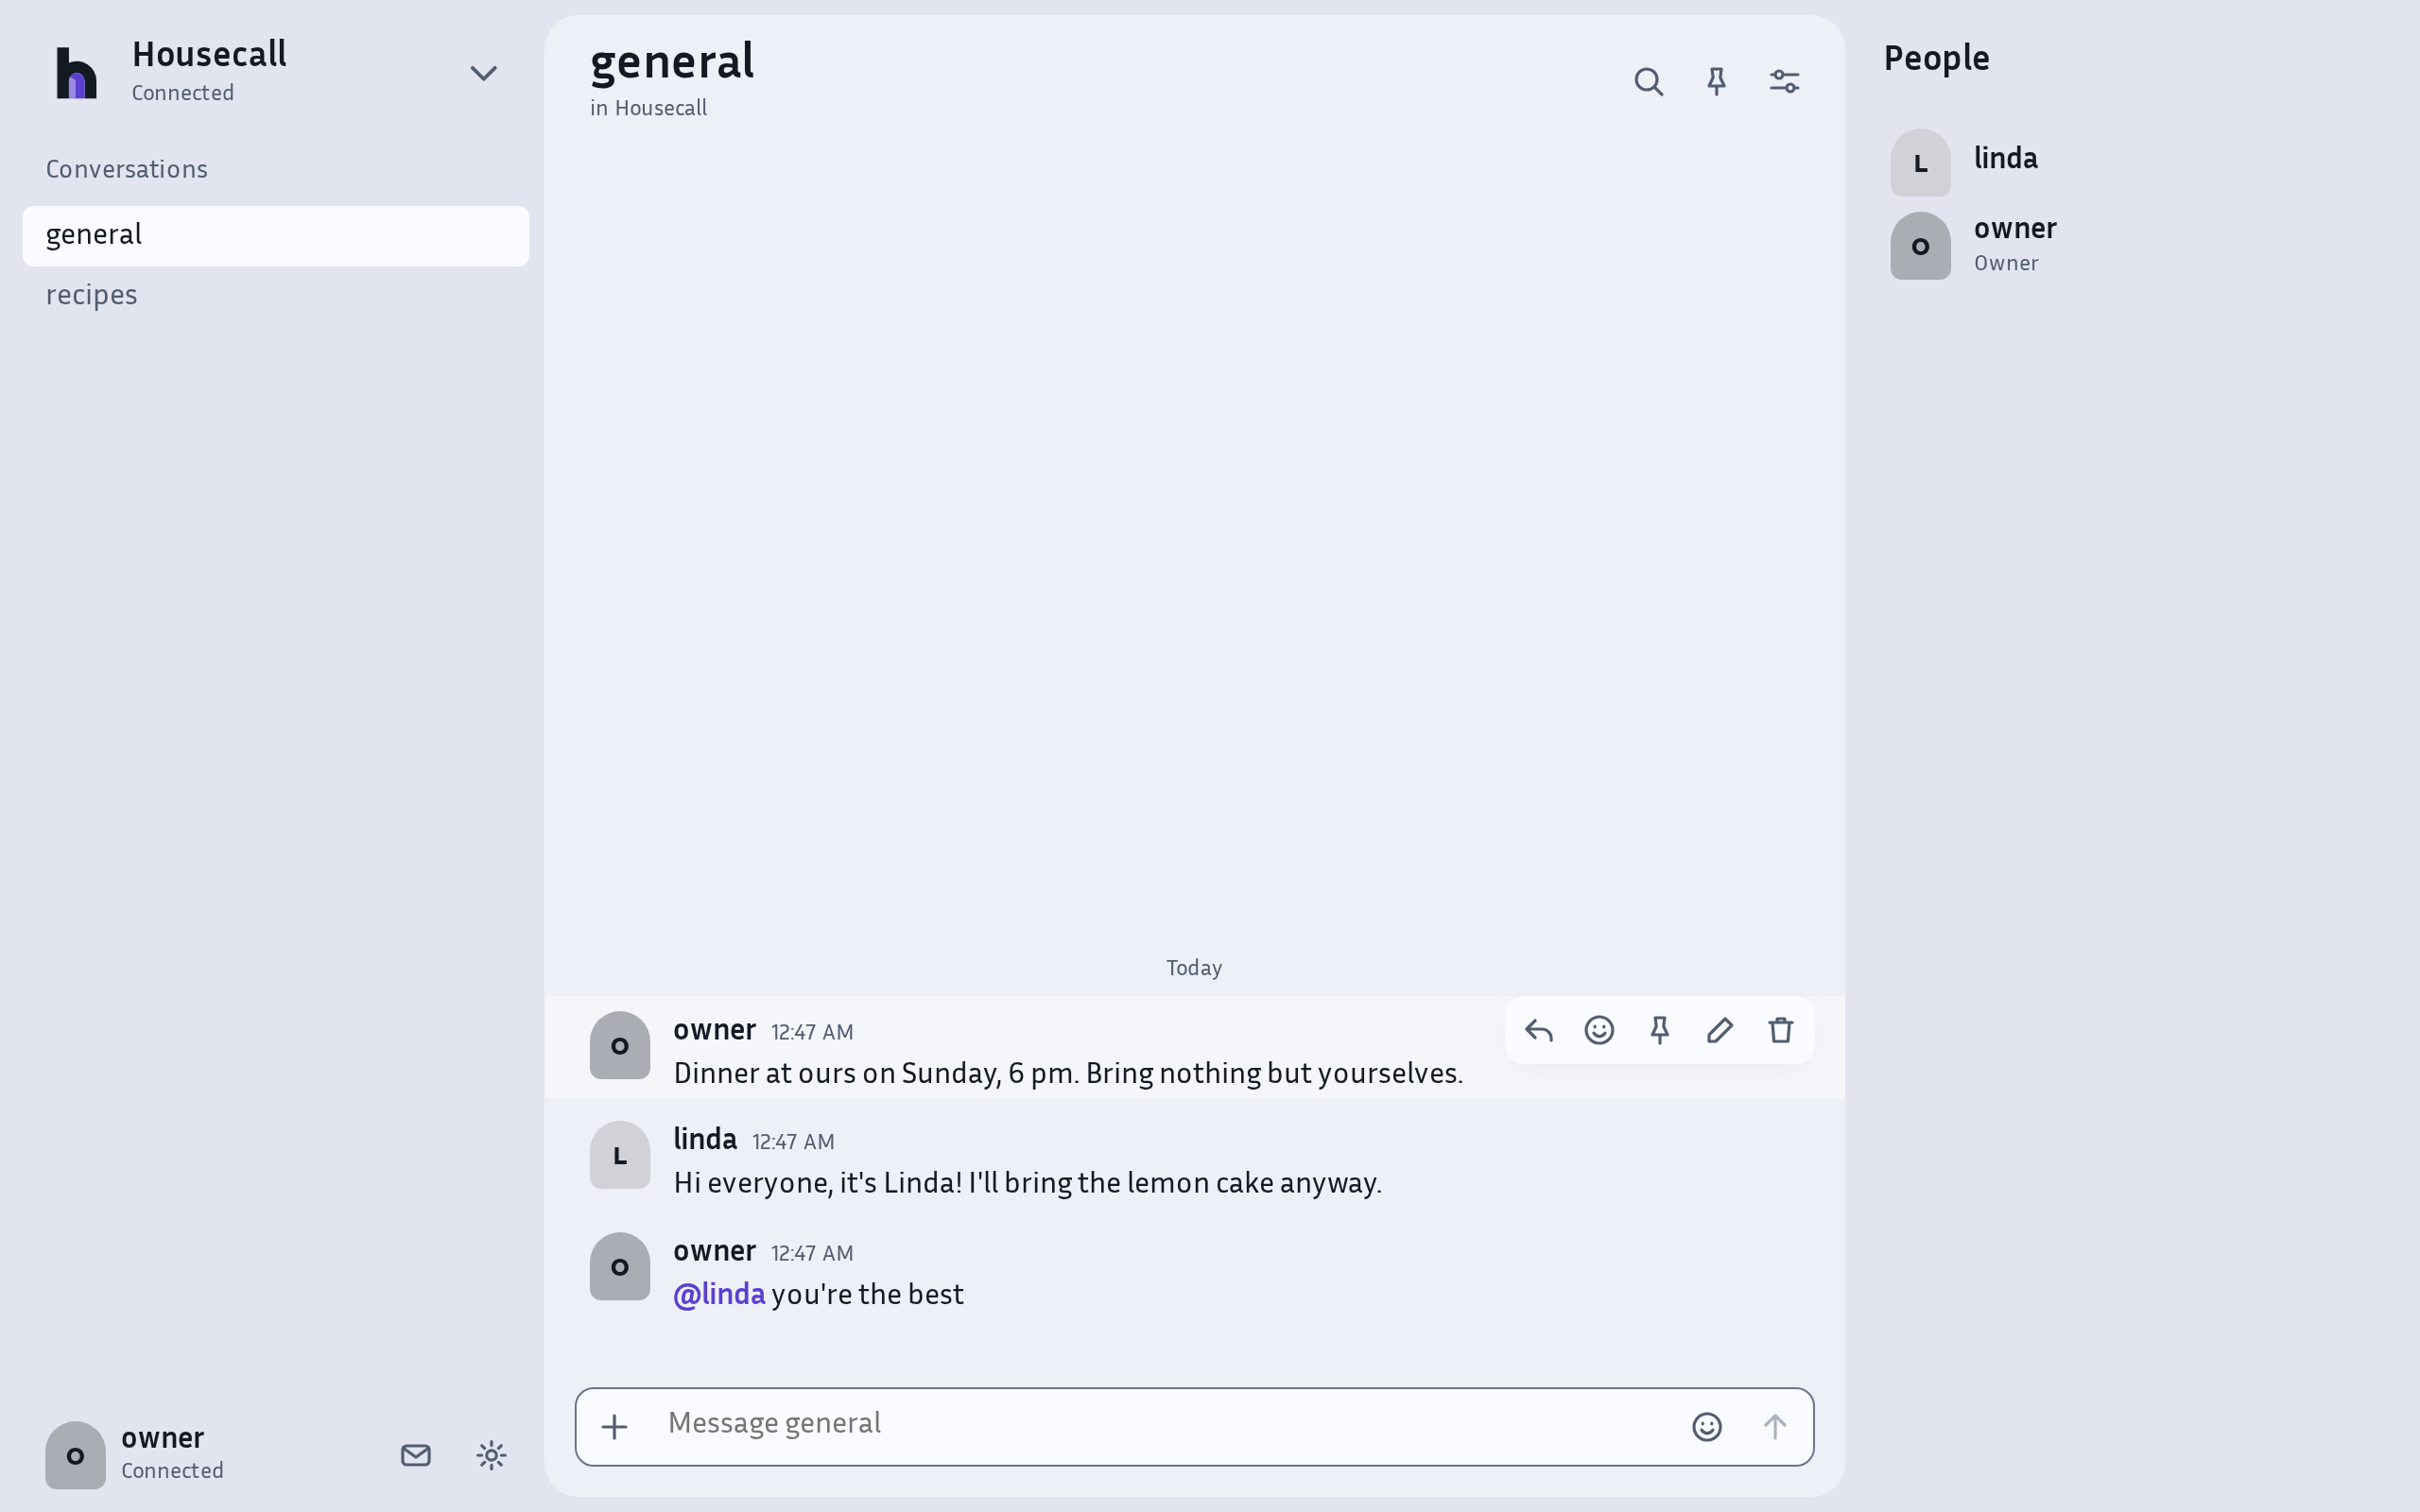 Housecall
Connected
Conversations
general
recipes
owner
Connected
general
in Housecall
Today
owner 12:47 AM
Dinner at ours on Sunday, 6 pm. Bring nothing but yourselves.
linda 12:47 AM
Hi everyone, it's Linda! I'll bring the lemon cake anyway.
owner 12:47 AM
@linda you're the best
Message general
People
L
linda
O
owner
Owner
O
L
O
O